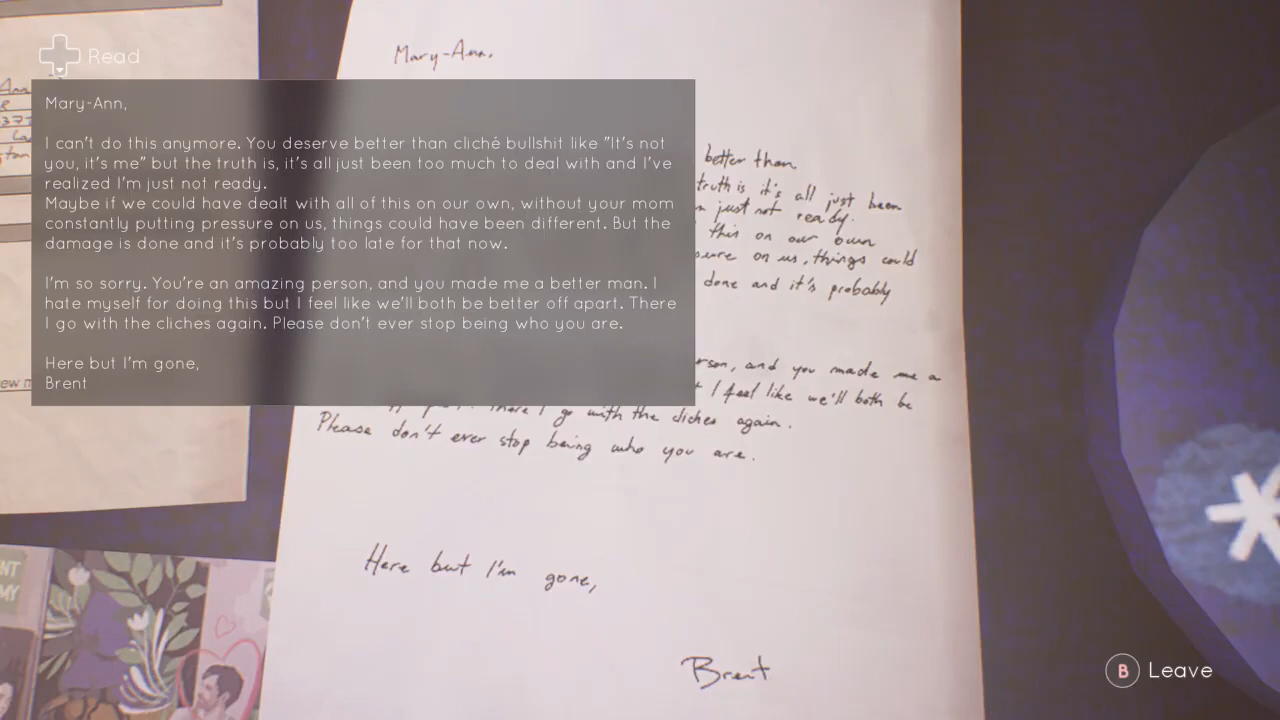 Read
Mary-Ann,
I can't do this anymore. You deserve better than cliché bullshit like "It's not
you, it's me" but the truth is, it's all just been too much to deal with and I've
realized I'm just not ready.
Maybe if we could have dealt with all of this on our own, without your mom
constantly putting pressure on us, things could have been different. But the
damage is done and it's probably too late for that now.
I'm so sorry. You're an amazing person, and you made me a better man. I
hate myself for doing this but I feel like we'll both be better off apart. There
I go with the cliches again. Please don't ever stop being who you are.
Here but I'm gone,
Brent
Mary-Ann,
better than
truth is it's all just been
just not ready.
this on our own
on us, things could
done and it's probably
and you made me a
I feel like we'll both be
There I go with the cliches again.
Please don't ever stop being who you are.
Here but I'm gone,
Brent
B Leave